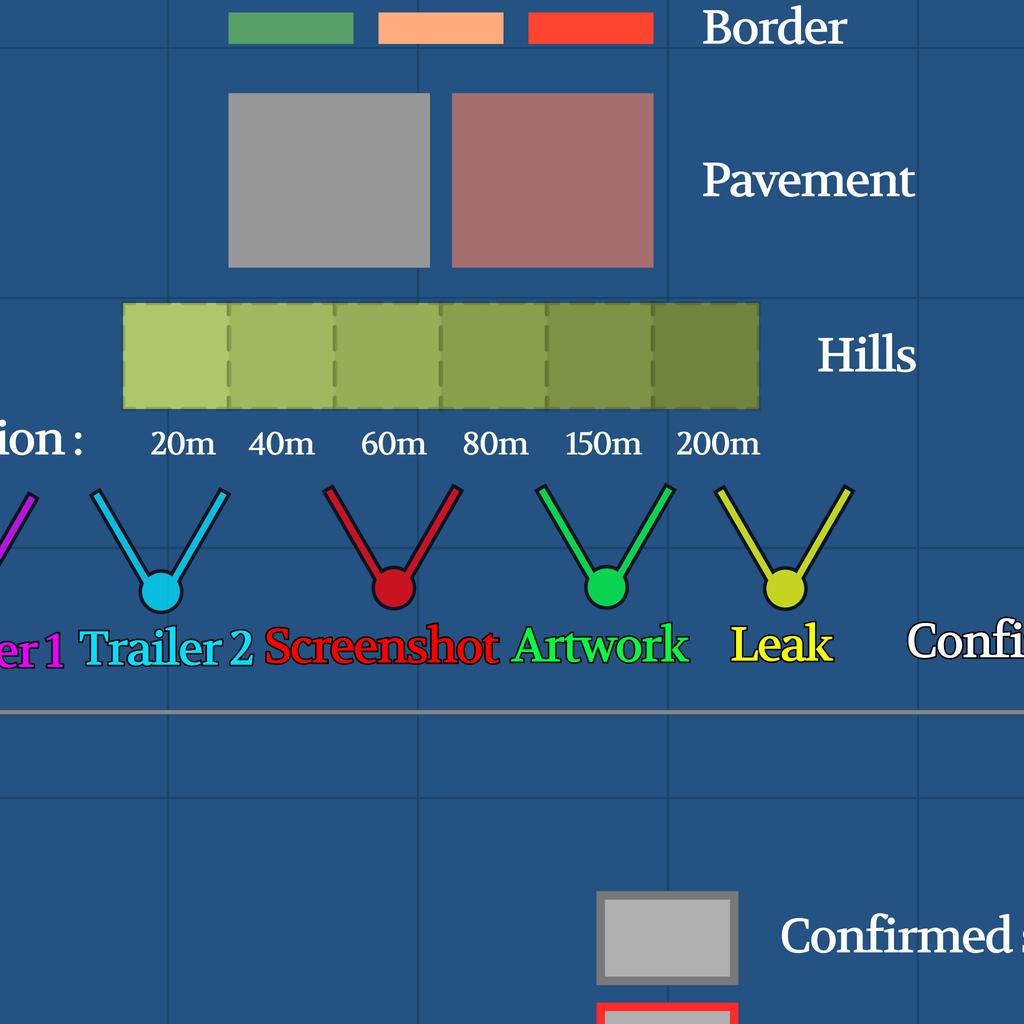 Border
Pavement
Hills
ion :
20m 40m 60m 80m 150m 200m
er 1 Trailer 2 Screenshot Artwork Leak Confi
Confirmed s